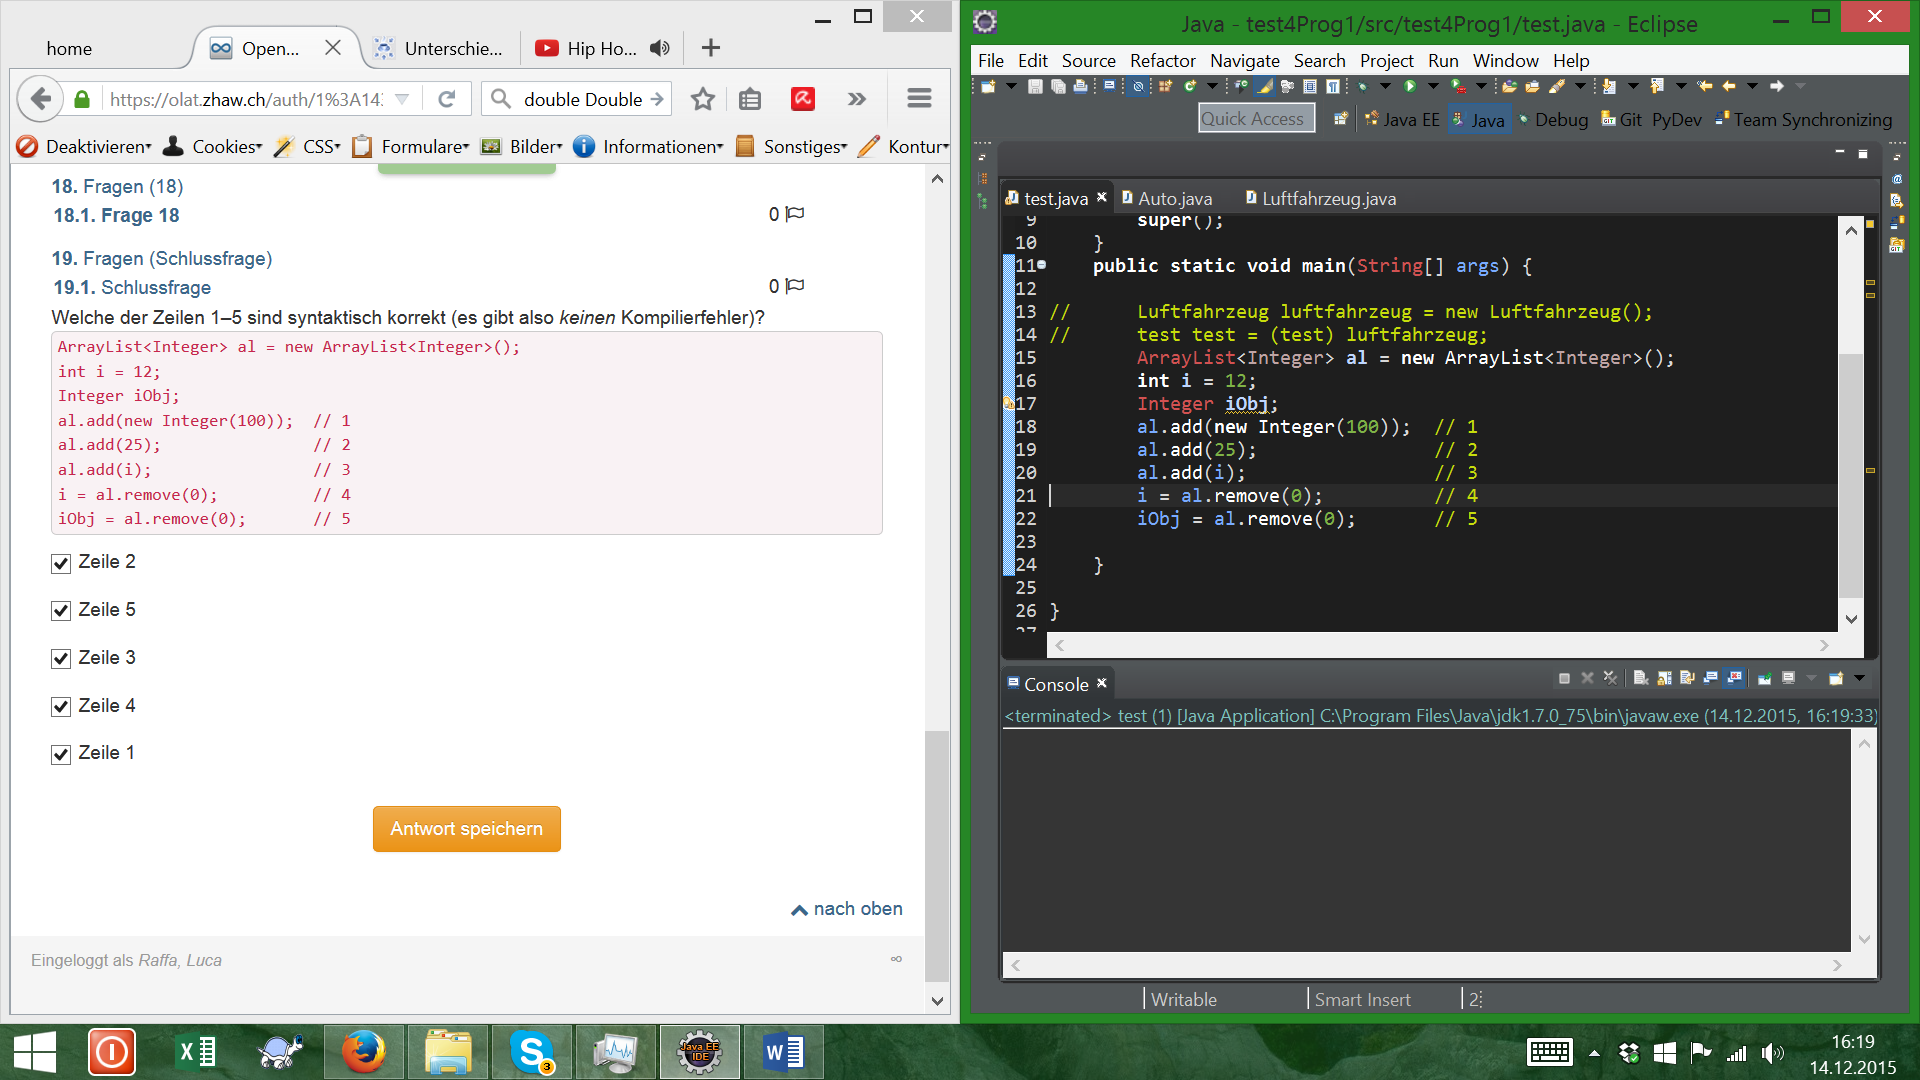 home
Open...
Unterschie...
Hip Ho...
https://olat.zhaw.ch/auth/1%3A14
double Double
Deaktivieren
Cookies
CSS
Formulare
Bilder
Informationen
Sonstiges
Kontur
18. Fragen (18)
18.1. Frage 18
0
19. Fragen (Schlussfrage)
19.1. Schlussfrage
0
Welche der Zeilen 1–5 sind syntaktisch korrekt (es gibt also keinen Kompilierfehler)?
ArrayList<Integer> al = new ArrayList<Integer>();
int i = 12;
Integer iObj;
al.add(new Integer(100));  // 1
al.add(25);                // 2
al.add(i);                 // 3
i = al.remove(0);          // 4
iObj = al.remove(0);       // 5
Zeile 2
Zeile 5
Zeile 3
Zeile 4
Zeile 1
Antwort speichern
nach oben
Eingeloggt als Raffa, Luca
∞
Java - test4Prog1/src/test4Prog1/test.java - Eclipse
File Edit Source Refactor Navigate Search Project Run Window Help
Quick Access
Java EE
Java
Debug
Git
PyDev
Team Synchronizing
test.java
Auto.java
Luftfahrzeug.java
9         super();
10     }
11     public static void main(String[] args) {
12
13 //      Luftfahrzeug luftfahrzeug = new Luftfahrzeug();
14 //      test test = (test) luftfahrzeug;
15         ArrayList<Integer> al = new ArrayList<Integer>();
16         int i = 12;
17         Integer iObj;
18         al.add(new Integer(100));  // 1
19         al.add(25);                // 2
20         al.add(i);                 // 3
21         i = al.remove(0);          // 4
22         iObj = al.remove(0);       // 5
23
24     }
25
26 }
27
Console
<terminated> test (1) [Java Application] C:\Program Files\Java\jdk1.7.0_75\bin\javaw.exe (14.12.2015, 16:19:33)
Writable
Smart Insert
Java EE
IDE
3
16:19
14.12.2015